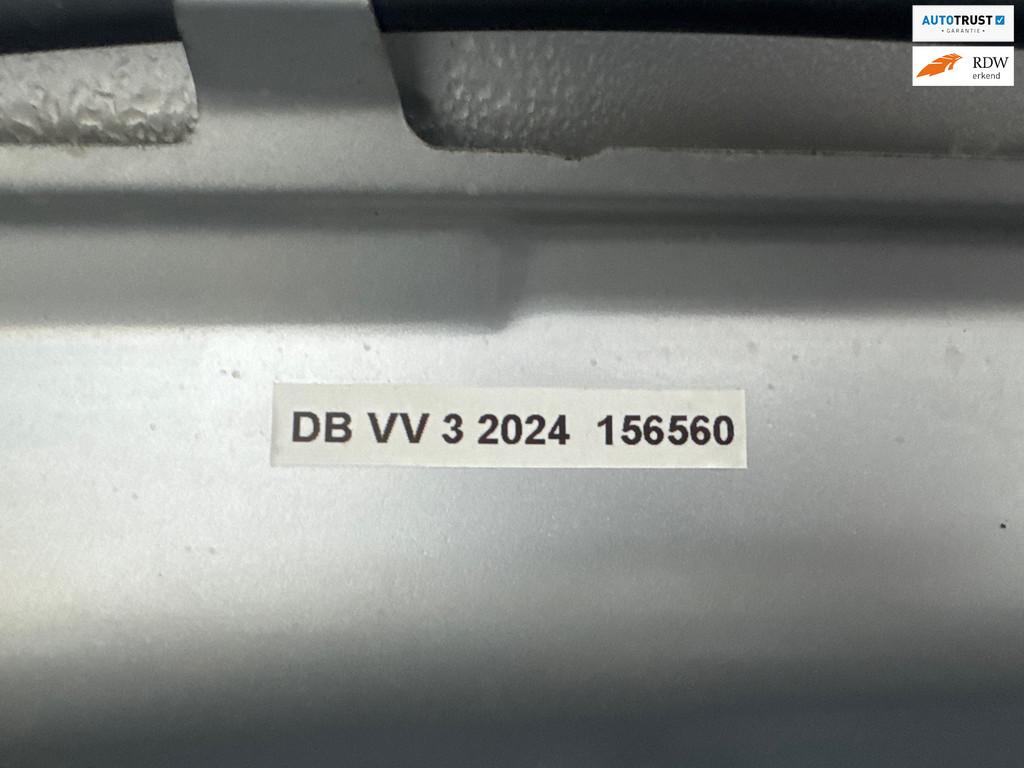 AUTOTRUST
• GARANTIE •
RDW
erkend
DB VV 3 2024 156560